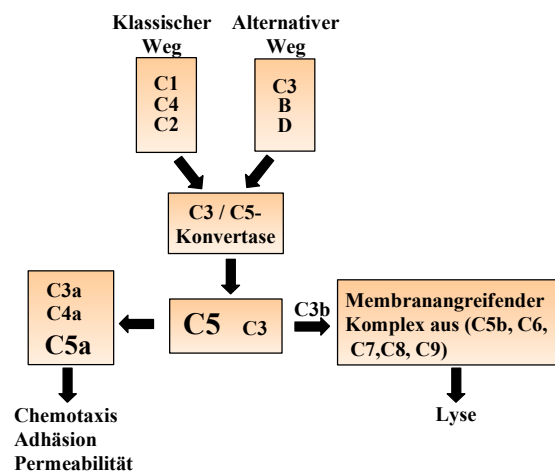 Klassischer
Weg
Alternativer
Weg
C1
C4
C2
C3
B
D
C3 / C5-
Konvertase
C3a
C4a
C5a
C5 C3
C3b
Membranangreifender
Komplex aus (C5b, C6,
C7,C8, C9)
Chemotaxis
Adhäsion
Permeabilität
Lyse